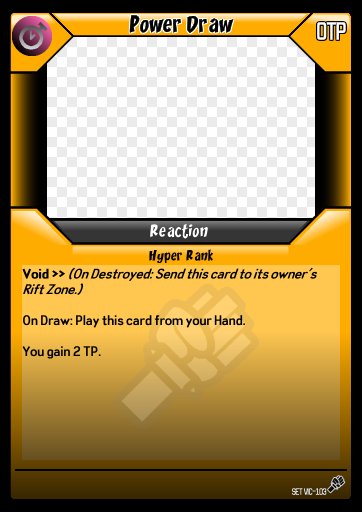 Power Draw
0TP
Reaction
Hyper Rank
Void >> (On Destroyed: Send this card to its owner's
Rift Zone.)
On Draw: Play this card from your Hand.
You gain 2 TP.
SET VIC-103